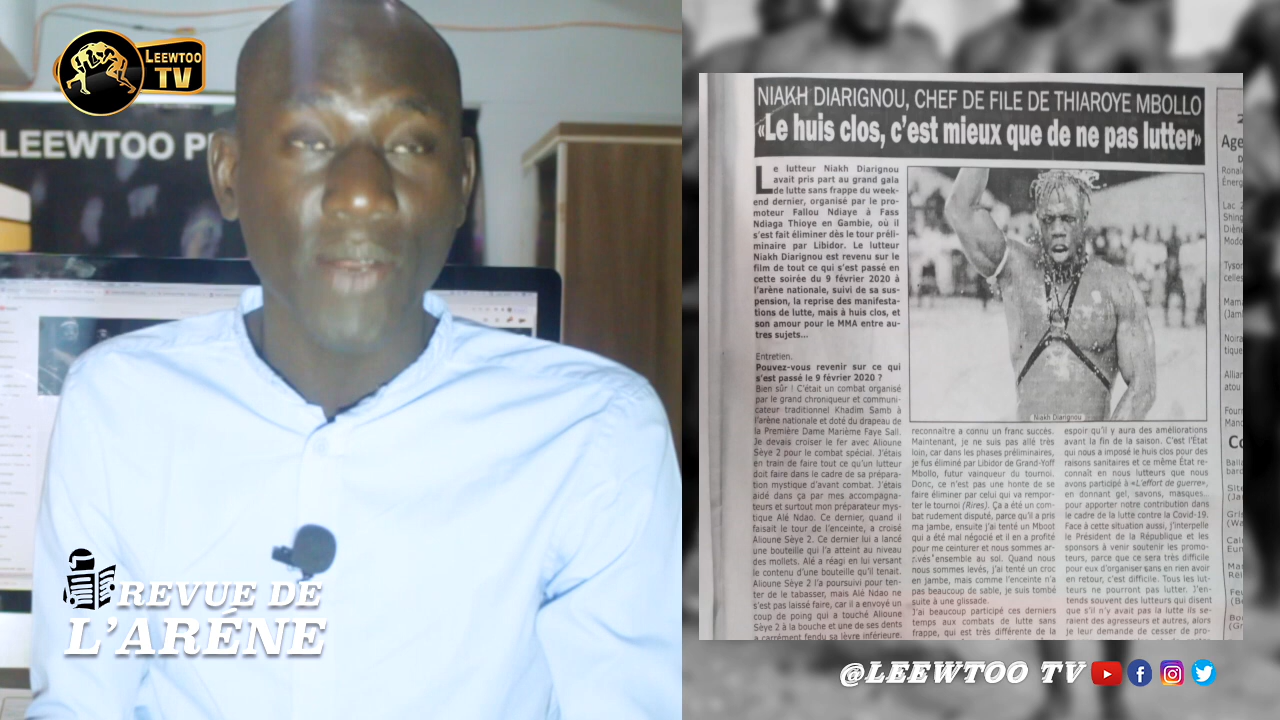 LEEWTOO
TV
LEEWTOO P
REVUE DE
L'ARÉNE
NIAKH DIARIGNOU, CHEF DE FILE DE THIAROYE MBOLLO
«Le huis clos, c'est mieux que de ne pas lutter»
Le lutteur Niakh Diarignou
avait pris part au grand gala
de lutte sans frappe du week-
end dernier, organisé par le pro-
moteur Fallou Ndiaye à Fass
Ndiaga Thioye en Gambie, où il
s'est fait éliminer dès le tour préli-
minaire par Libidor. Le lutteur
Niakh Diarignou est revenu sur le
film de tout ce qui s'est passé en
cette soirée du 9 février 2020 à
l'arène nationale, suivi de sa sus-
pension, la reprise des manifesta-
tions de lutte, mais à huis clos, et
son amour pour le MMA entre au-
tres sujets...
Entretien.
Pouvez-vous revenir sur ce qui
s'est passé le 9 février 2020 ?
Bien sûr ! C'était un combat organisé
par le grand chroniqueur et communi-
cateur traditionnel Khadim Samb à
l'arène nationale et doté du drapeau de
la Première Dame Marième Faye Sall.
Je devais croiser le fer avec Alioune
Sèye 2 pour le combat spécial. J'étais
en train de faire tout ce qu'un lutteur
doit faire dans le cadre de sa prépara-
tion mystique d'avant combat. J'étais
aidé dans ça par mes accompagna-
teurs et surtout mon préparateur mys-
tique Alé Ndao. Ce dernier, quand il
faisait le tour de l'enceinte, a croisé
Alioune Sèye 2. Ce dernier lui a lancé
une bouteille qui l'a atteint au niveau
des mollets. Alé a réagi en lui versant
le contenu d'une bouteille qu'il tenait.
Alioune Sèye 2 l'a poursuivi pour ten-
ter de le tabasser, mais Alé Ndao ne
s'est pas laissé faire, car il a envoyé un
coup de poing qui a touché Alioune
Sèye 2 à la bouche et une de ses dents
a carrément fendu sa lèvre inférieure.
Niakh Diarignou
reconnaître a connu un franc succès.
Maintenant, je ne suis pas allé très
loin, car dans les phases préliminaires,
je fus éliminé par Libidor de Grand-Yoff
Mbollo, futur vainqueur du tournoi.
Donc, ce n'est pas une honte de se
faire éliminer par celui qui va rempor-
ter le tournoi (Rires). Ça a été un com-
bat rudement disputé, parce qu'il a pris
ma jambe, ensuite j'ai tenté un Mboot
qui a été mal négocié et il en a profité
pour me ceinturer et nous sommes ar-
rivés ensemble au sol. Quand nous
nous sommes levés, j'ai tenté un croc
en jambe, mais comme l'enceinte n'a
pas beaucoup de sable, je suis tombé
suite à une glissade.
J'ai beaucoup participé ces derniers
temps aux combats de lutte sans
frappe, qui est très différente de la
espoir qu'il y aura des améliorations
avant la fin de la saison. C'est l'État
qui nous a imposé le huis clos pour des
raisons sanitaires et ce même État re-
connaît en nous lutteurs que nous
avons participé à «L'effort de guerre»,
en donnant gel, savons, masques...
pour apporter notre contribution dans
le cadre de la lutte contre la Covid-19.
Face à cette situation aussi, j'interpelle
le Président de la République et les
sponsors à venir soutenir les promo-
teurs, parce que ce sera très difficile
pour eux d'organiser sans en rien avoir
en retour, c'est difficile. Tous les lut-
teurs ne pourront pas lutter. J'en-
tends souvent des lutteurs qui disent
que s'il n'y avait pas la lutte ils se-
raient des agresseurs et autres, alors
je leur demande de cesser de pro-
@LEEWTOO TV